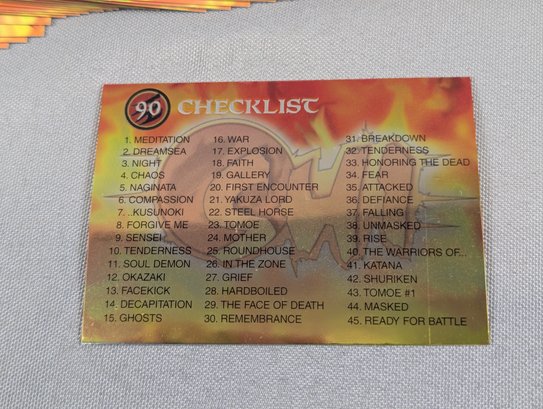 90 CHECKLIST
1. MEDITATION
2. DREAMSEA
3. NIGHT
4. CHAOS
5. NAGINATA
6. COMPASSION
7. ..KUSUNOKI
8. FORGIVE ME
9. SENSEI
10. TENDERNESS
11. SOUL DEMON
12. OKAZAKI
13. FACEKICK
14. DECAPITATION
15. GHOSTS
16. WAR
17. EXPLOSION
18. FAITH
19. GALLERY
20. FIRST ENCOUNTER
21. YAKUZA LORD
22. STEEL HORSE
23. TOMOE
24. MOTHER
25. ROUNDHOUSE
26. IN THE ZONE
27. GRIEF
28. HARDBOILED
29. THE FACE OF DEATH
30. REMEMBRANCE
31. BREAKDOWN
32. TENDERNESS
33. HONORING THE DEAD
34. FEAR
35. ATTACKED
36. DEFIANCE
37. FALLING
38. UNMASKED
39. RISE
40. THE WARRIORS OF...
41. KATANA
42. SHURIKEN
43. TOMOE #1
44. MASKED
45. READY FOR BATTLE